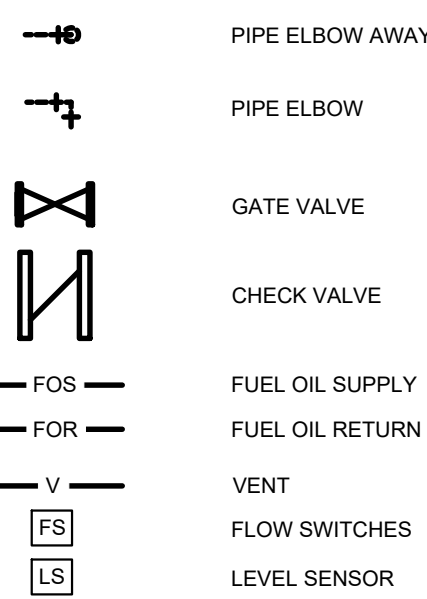 PIPE ELBOW AWAY
PIPE ELBOW
GATE VALVE
CHECK VALVE
FOS FUEL OIL SUPPLY
FOR FUEL OIL RETURN
V VENT
FS FLOW SWITCHES
LS LEVEL SENSOR